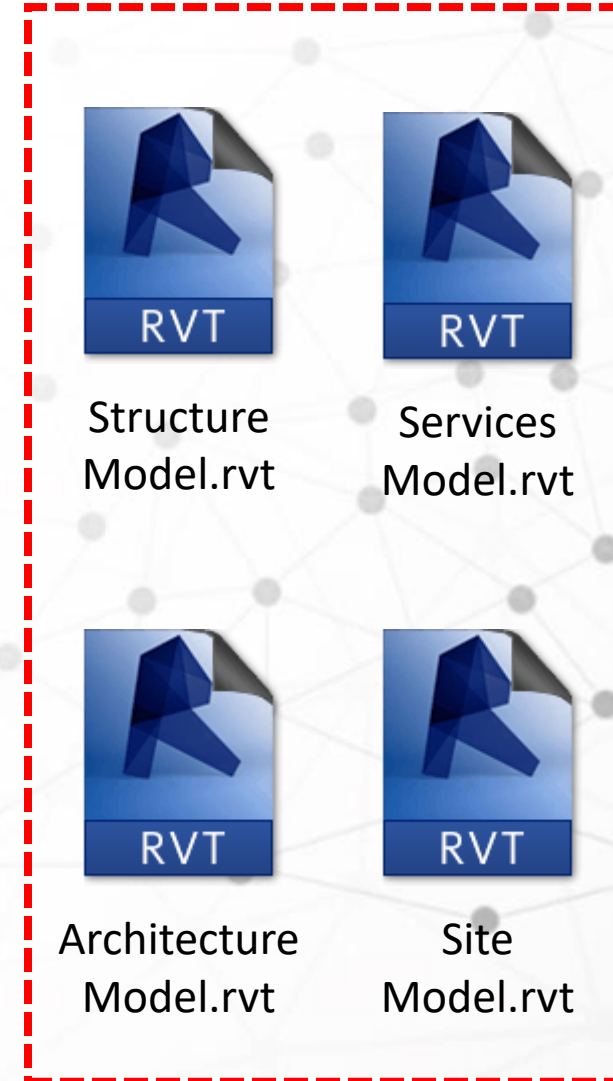 RVT
Structure
Model.rvt
RVT
Services
Model.rvt
RVT
Architecture
Model.rvt
RVT
Site
Model.rvt